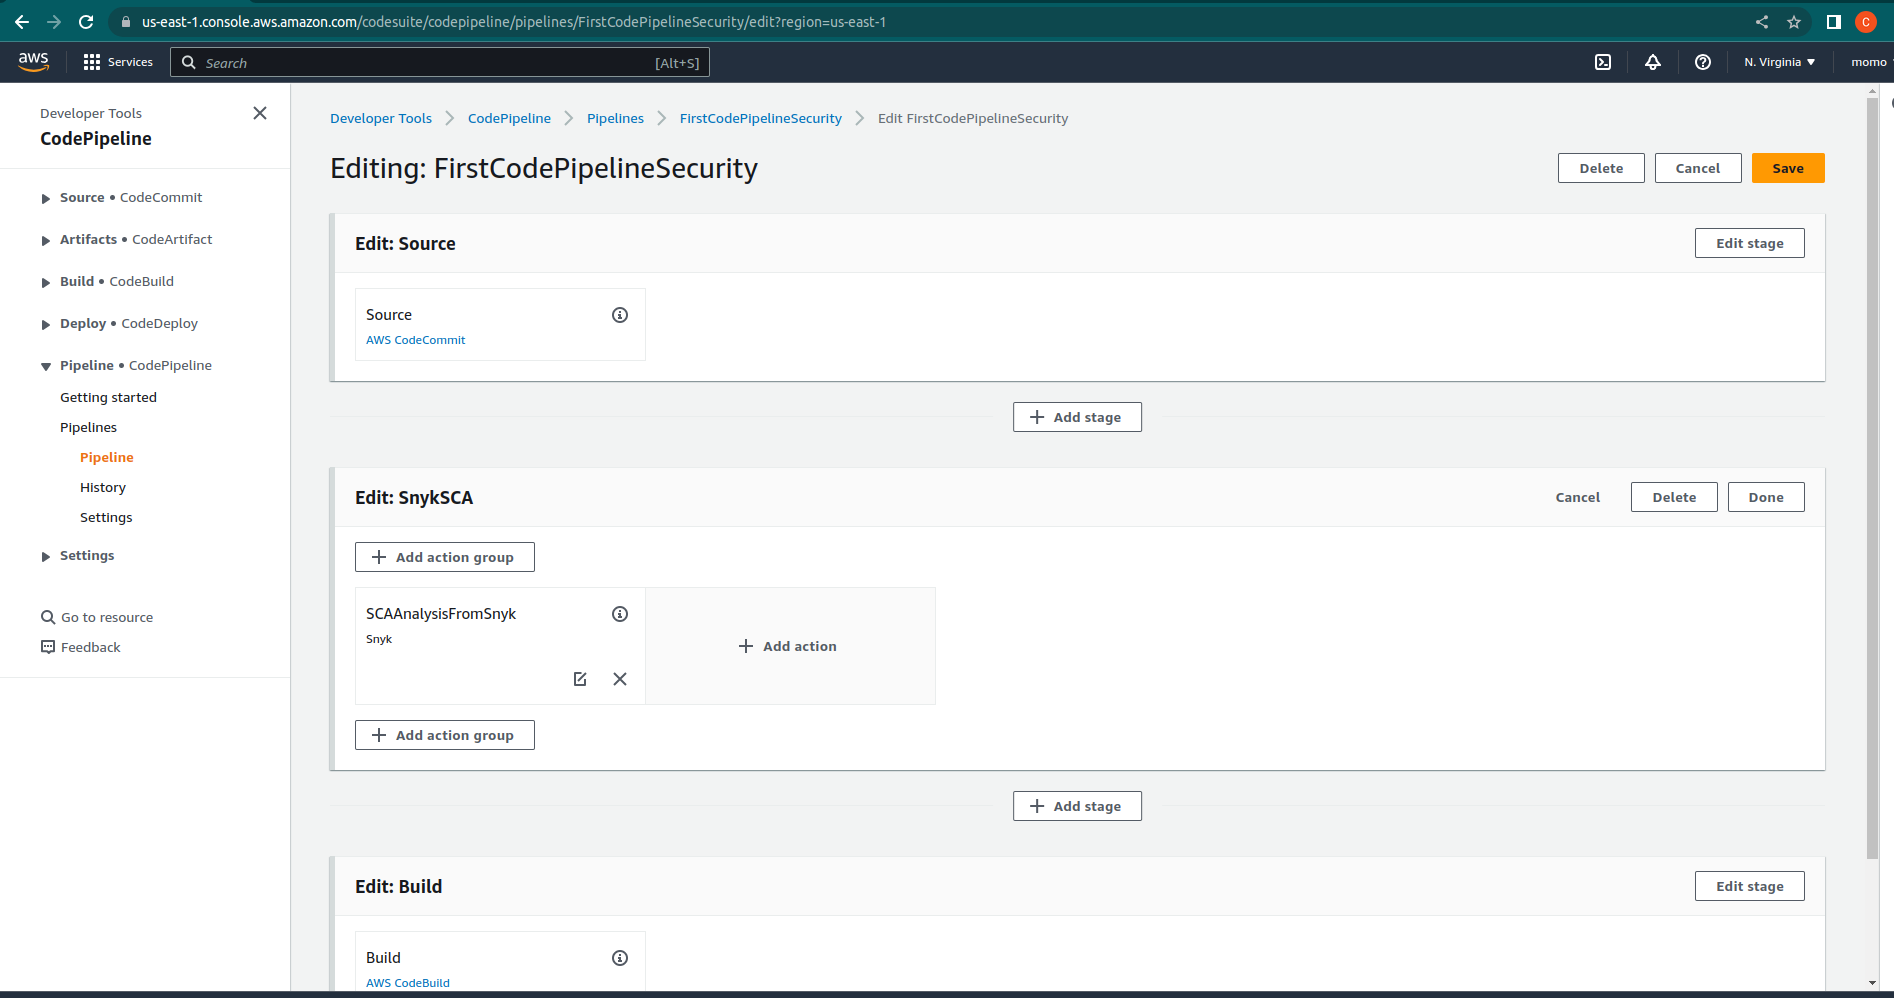 us-east-1.console.aws.amazon.com/codesuite/codepipeline/pipelines/FirstCodePipelineSecurity/edit?region=us-east-1
C
aws
Services
Search
[Alt+S]
N. Virginia
momo
Developer Tools
CodePipeline
Source • CodeCommit
Artifacts • CodeArtifact
Build • CodeBuild
Deploy • CodeDeploy
Pipeline • CodePipeline
Getting started
Pipelines
Pipeline
History
Settings
Settings
Go to resource
Feedback
Developer Tools
CodePipeline
Pipelines
FirstCodePipelineSecurity
Edit FirstCodePipelineSecurity
Editing: FirstCodePipelineSecurity
Delete
Cancel
Save
Edit: Source
Edit stage
Source
AWS CodeCommit
Add stage
Edit: SnykSCA
Cancel
Delete
Done
Add action group
SCAAnalysisFromSnyk
Snyk
Add action
Add action group
Add stage
Edit: Build
Edit stage
Build
AWS CodeBuild